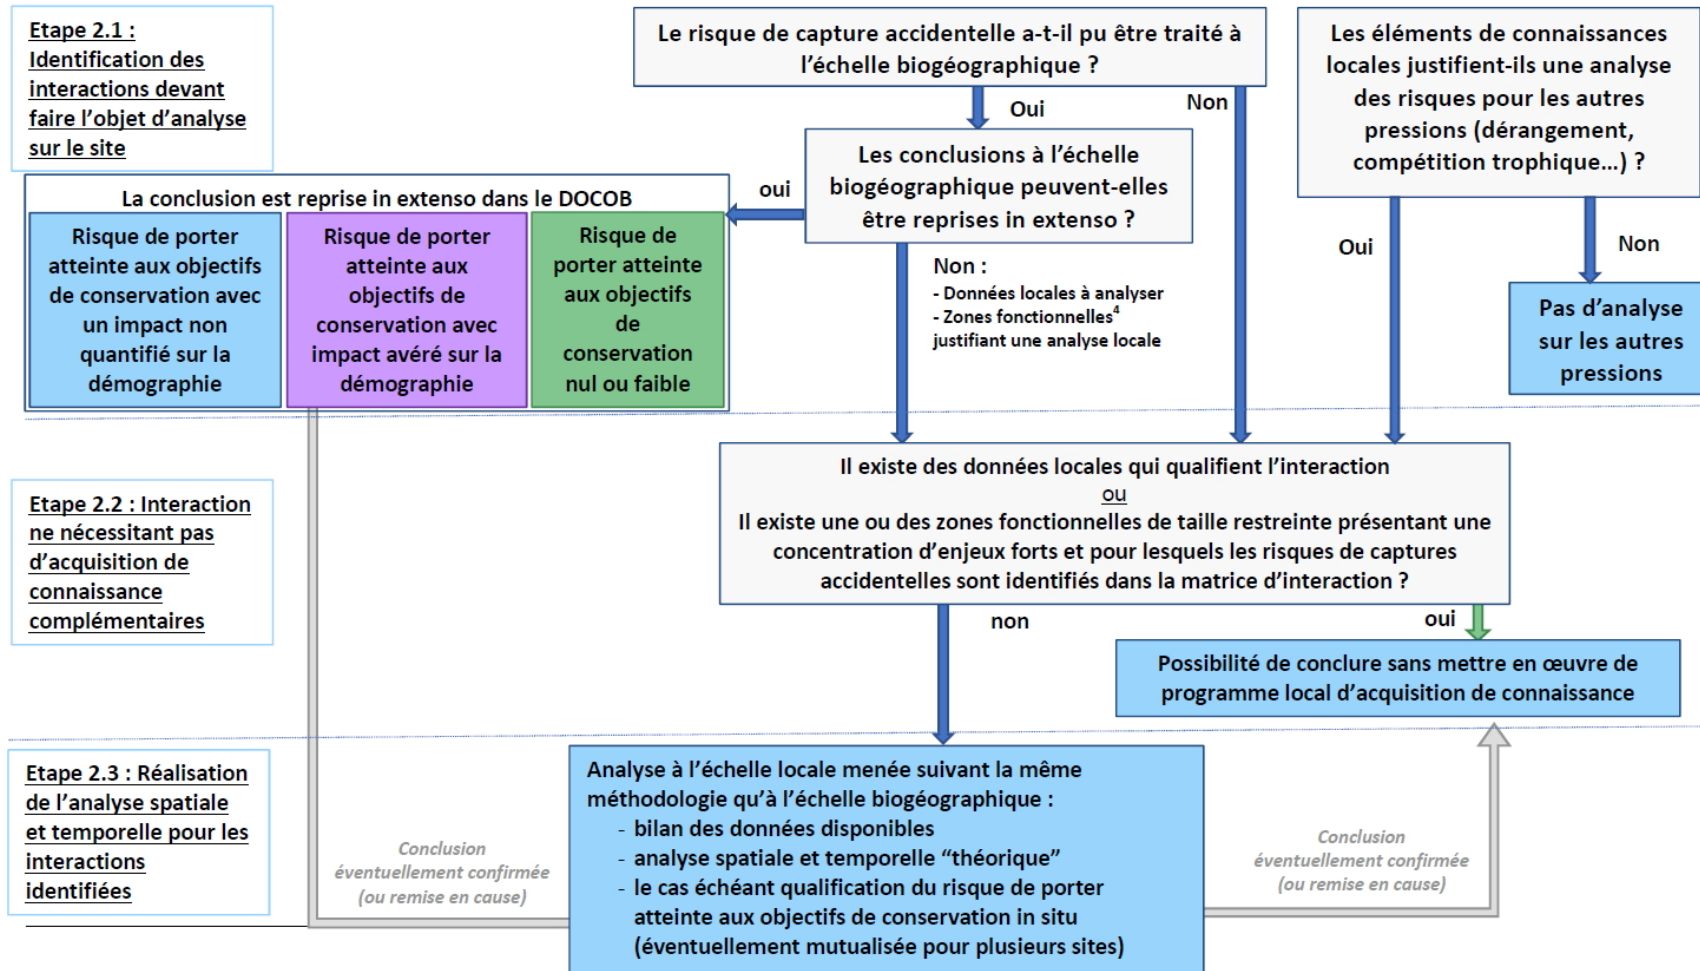 Etape 2.1 :
Identification des
interactions devant
faire l’objet d’analyse
sur le site
Le risque de capture accidentelle a-t-il pu être traité à
l’échelle biogéographique ?
Les éléments de connaissances
locales justifient-ils une analyse
des risques pour les autres
pressions (dérangement,
compétition trophique...) ?
Oui
Non
Les conclusions à l’échelle
biogéographique peuvent-elles
être reprises in extenso ?
oui
La conclusion est reprise in extenso dans le DOCOB
Risque de porter
atteinte aux objectifs
de conservation avec
un impact non
quantifié sur la
démographie
Risque de porter
atteinte aux
objectifs de
conservation avec
impact avéré sur la
démographie
Risque de
porter atteinte
aux objectifs
de
conservation
nul ou faible
Non :
- Données locales à analyser
- Zones fonctionnelles⁴
justifiant une analyse locale
Oui
Non
Pas d’analyse
sur les autres
pressions
Etape 2.2 : Interaction
ne nécessitant pas
d’acquisition de
connaissance
complémentaires
Il existe des données locales qui qualifient l’interaction
ou
Il existe une ou des zones fonctionnelles de taille restreinte présentant une
concentration d’enjeux forts et pour lesquels les risques de captures
accidentelles sont identifiés dans la matrice d’interaction ?
non
oui
Possibilité de conclure sans mettre en œuvre de
programme local d’acquisition de connaissance
Etape 2.3 : Réalisation
de l’analyse spatiale
et temporelle pour les
interactions
identifiées
Conclusion
éventuellement confirmée
(ou remise en cause)
Analyse à l’échelle locale menée suivant la même
méthodologie qu’à l’échelle biogéographique :
- bilan des données disponibles
- analyse spatiale et temporelle “théorique”
- le cas échéant qualification du risque de porter
atteinte aux objectifs de conservation in situ
(éventuellement mutualisée pour plusieurs sites)
Conclusion
éventuellement confirmée
(ou remise en cause)